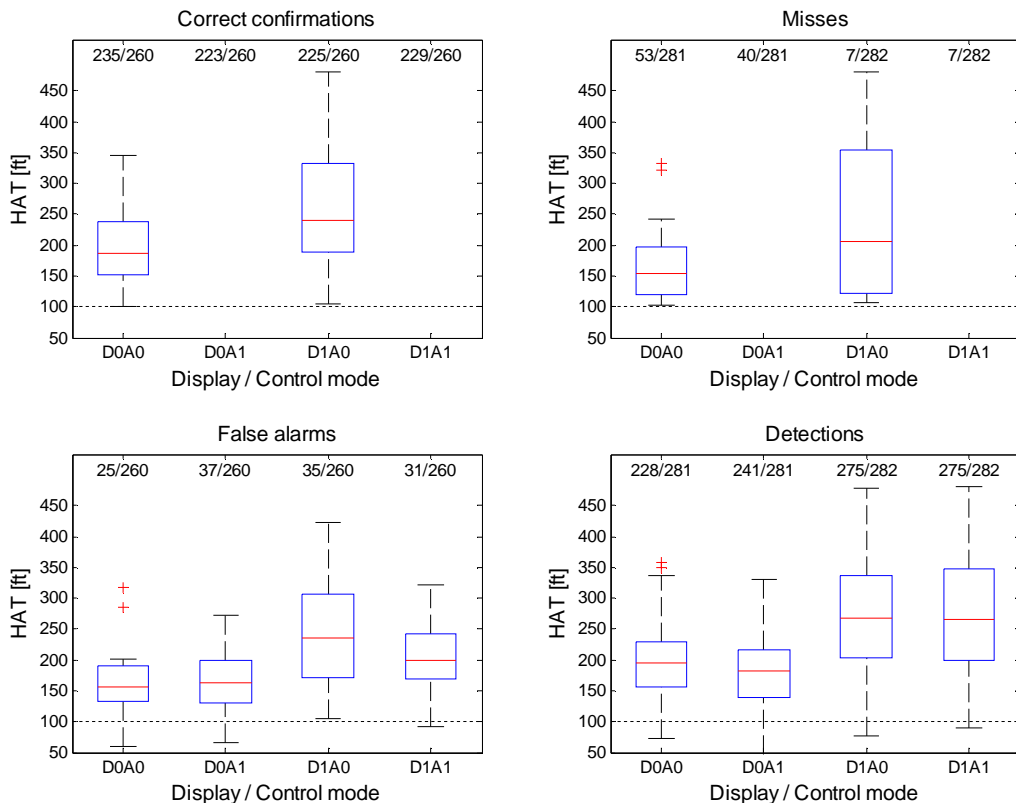 Correct confirmations
235/260 223/260 225/260 229/260
HAT [ft]
450
400
350
300
250
200
150
100
50
D0A0 D0A1 D1A0 D1A1
Display / Control mode
Misses
53/281 40/281 7/282 7/282
HAT [ft]
450
400
350
300
250
200
150
100
50
D0A0 D0A1 D1A0 D1A1
Display / Control mode
False alarms
25/260 37/260 35/260 31/260
HAT [ft]
450
400
350
300
250
200
150
100
50
D0A0 D0A1 D1A0 D1A1
Display / Control mode
Detections
228/281 241/281 275/282 275/282
HAT [ft]
450
400
350
300
250
200
150
100
50
D0A0 D0A1 D1A0 D1A1
Display / Control mode